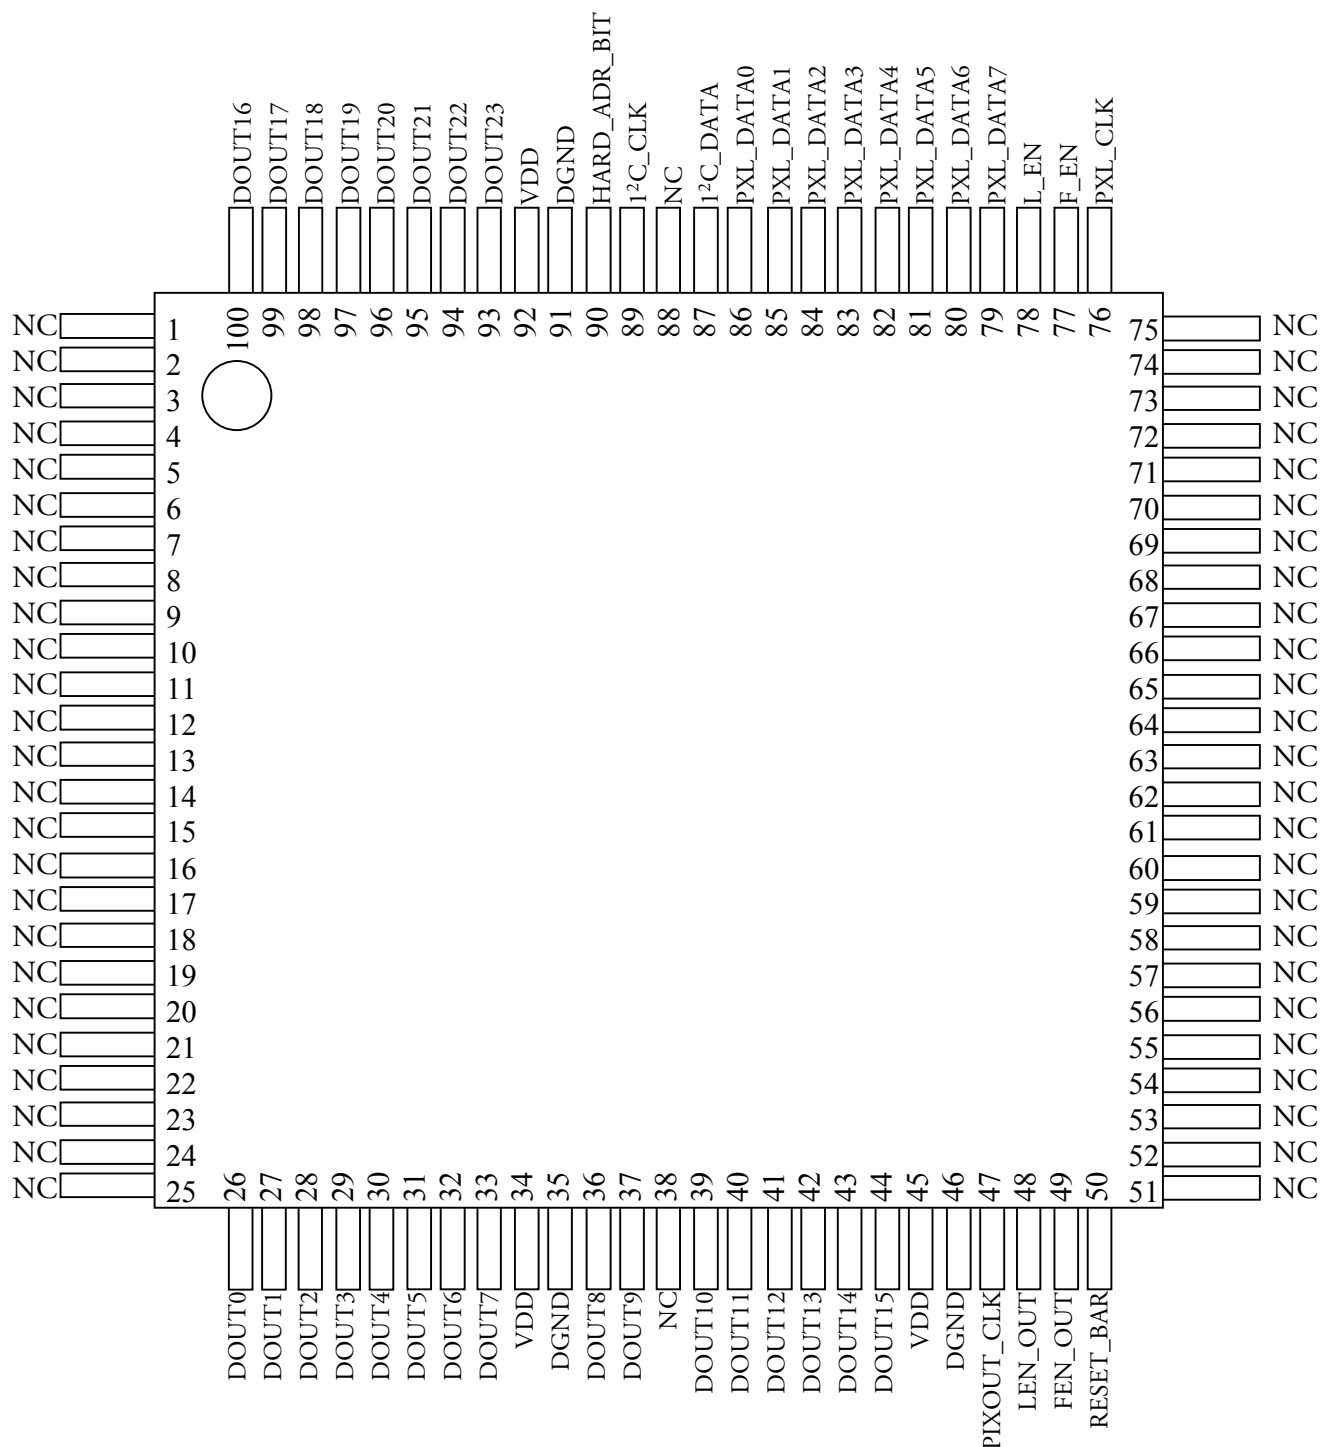 DOUT16
DOUT17
DOUT18
DOUT19
DOUT20
DOUT21
DOUT22
DOUT23
VDD
DGND
HARD_ADR_BIT
1²C_CLK
NC
1²C_DATA
PXL_DATA0
PXL_DATA1
PXL_DATA2
PXL_DATA3
PXL_DATA4
PXL_DATA5
PXL_DATA6
PXL_DATA7
L_EN
F_EN
PXL_CLK
100 99 98 97 96 95 94 93 92 91 90 89 88 87 86 85 84 83 82 81 80 79 78 77 76
NC 1 75 NC
NC 2 74 NC
NC 3 73 NC
NC 4 72 NC
NC 5 71 NC
NC 6 70 NC
NC 7 69 NC
NC 8 68 NC
NC 9 67 NC
NC 10 66 NC
NC 11 65 NC
NC 12 64 NC
NC 13 63 NC
NC 14 62 NC
NC 15 61 NC
NC 16 60 NC
NC 17 59 NC
NC 18 58 NC
NC 19 57 NC
NC 20 56 NC
NC 21 55 NC
NC 22 54 NC
NC 23 53 NC
NC 24 52 NC
NC 25 51 NC
26 27 28 29 30 31 32 33 34 35 36 37 38 39 40 41 42 43 44 45 46 47 48 49 50
DOUT0
DOUT1
DOUT2
DOUT3
DOUT4
DOUT5
DOUT6
DOUT7
VDD
DGND
DOUT8
DOUT9
NC
DOUT10
DOUT11
DOUT12
DOUT13
DOUT14
DOUT15
VDD
DGND
PIXOUT_CLK
LEN_OUT
FEN_OUT
RESET_BAR